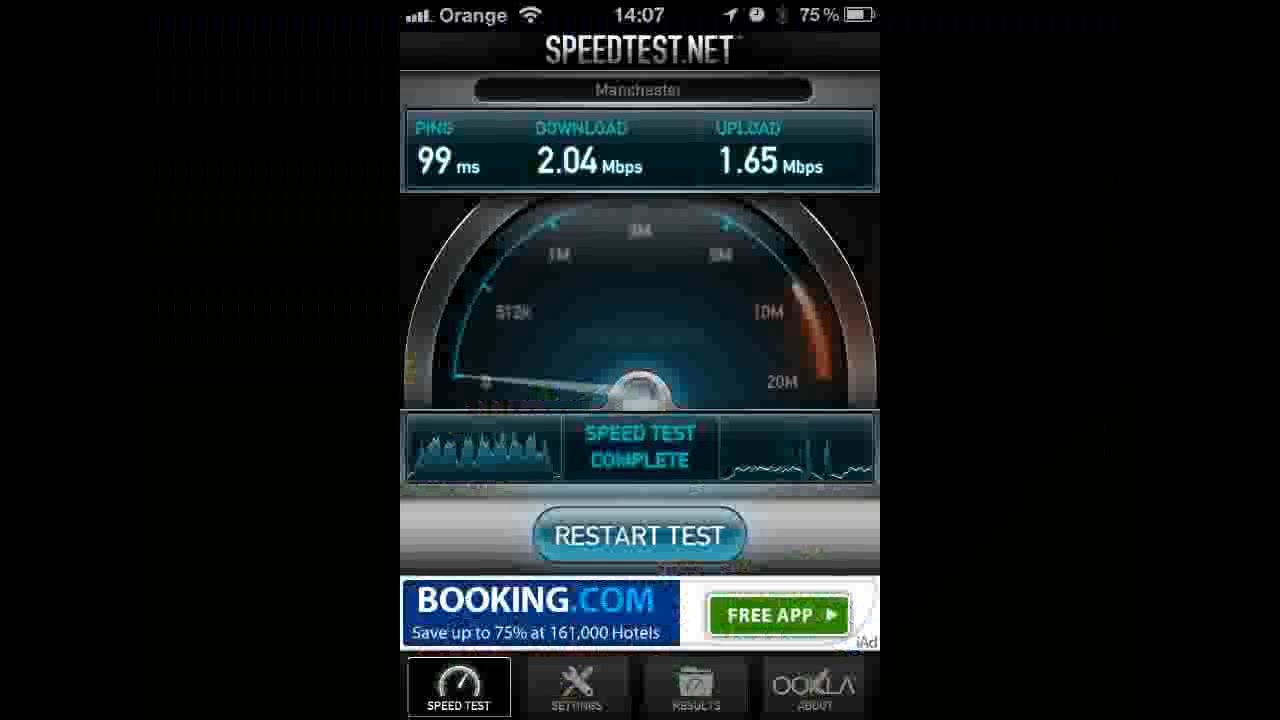 Orange 14:07 75%
SPEEDTEST.NET
Manchester
PING DOWNLOAD UPLOAD
99 ms 2.04 Mbps 1.65 Mbps
3M
1M 5M
512k 10M
0 20M
SPEED TEST
COMPLETE
RESTART TEST
BOOKING.COM
FREE APP
Save up to 75% at 161,000 Hotels
iAd
OOKLA
SPEED TEST SETTINGS RESULTS ABOUT